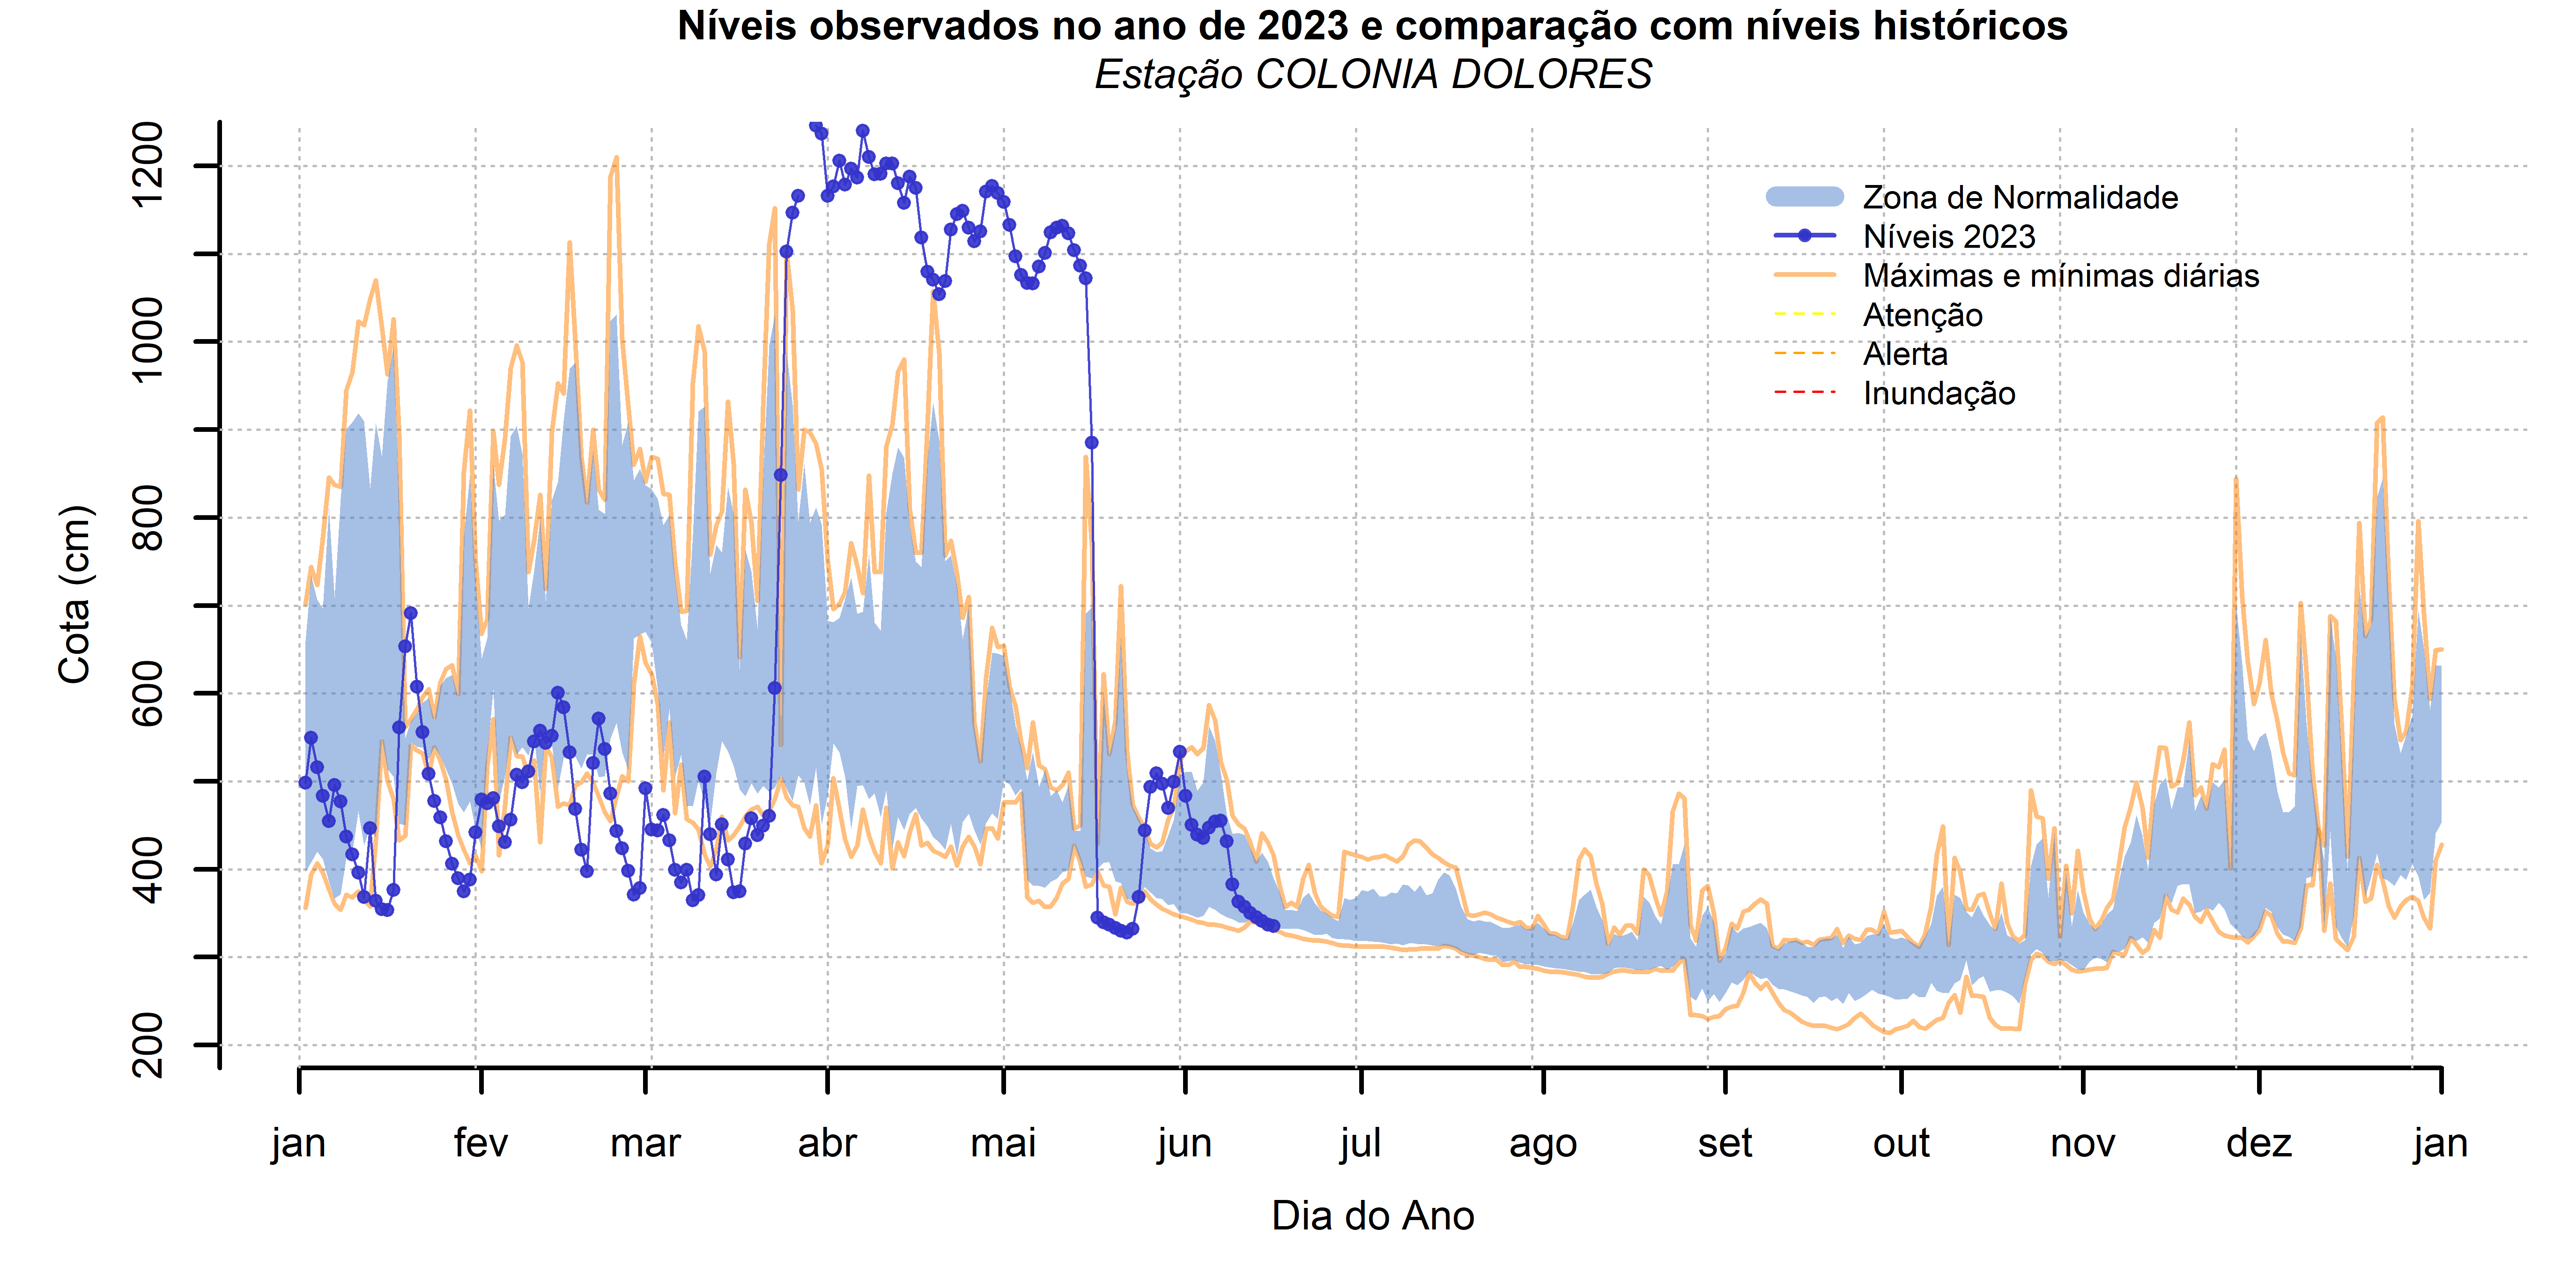 Níveis observados no ano de 2023 e comparação com níveis históricos
Estação COLONIA DOLORES
Cota (cm)
1200
1000
800
600
400
200
Zona de Normalidade
Níveis 2023
Máximas e mínimas diárias
Atenção
Alerta
Inundação
jan fev mar abr mai jun jul ago set out nov dez jan
Dia do Ano